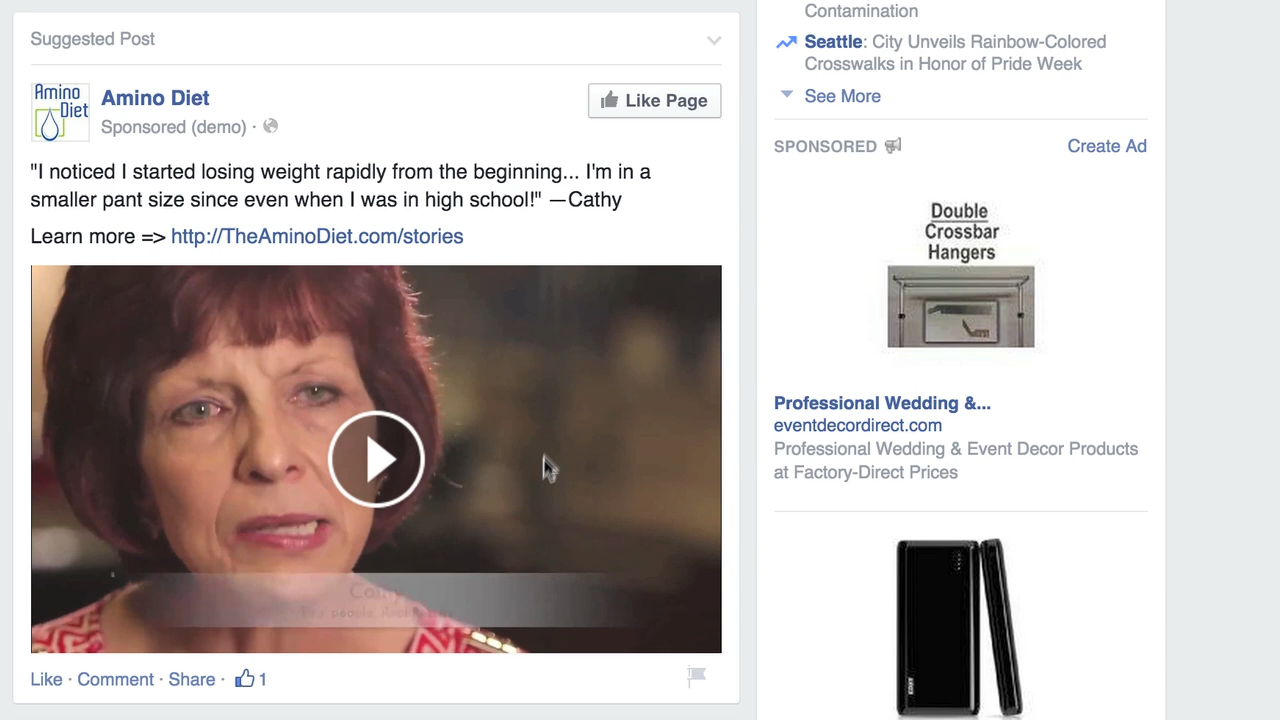 Suggested Post
Amino
Diet
Amino Diet
Like Page
Sponsored (demo) ·
"I noticed I started losing weight rapidly from the beginning... I'm in a
smaller pant size since even when I was in high school!" —Cathy
Learn more => http://TheAminoDiet.com/stories
Cathy
Like · Comment · Share · 1
Contamination
Seattle: City Unveils Rainbow-Colored
Crosswalks in Honor of Pride Week
See More
SPONSORED
Create Ad
Double
Crossbar
Hangers
Professional Wedding &...
eventdecordirect.com
Professional Wedding & Event Decor Products
at Factory-Direct Prices